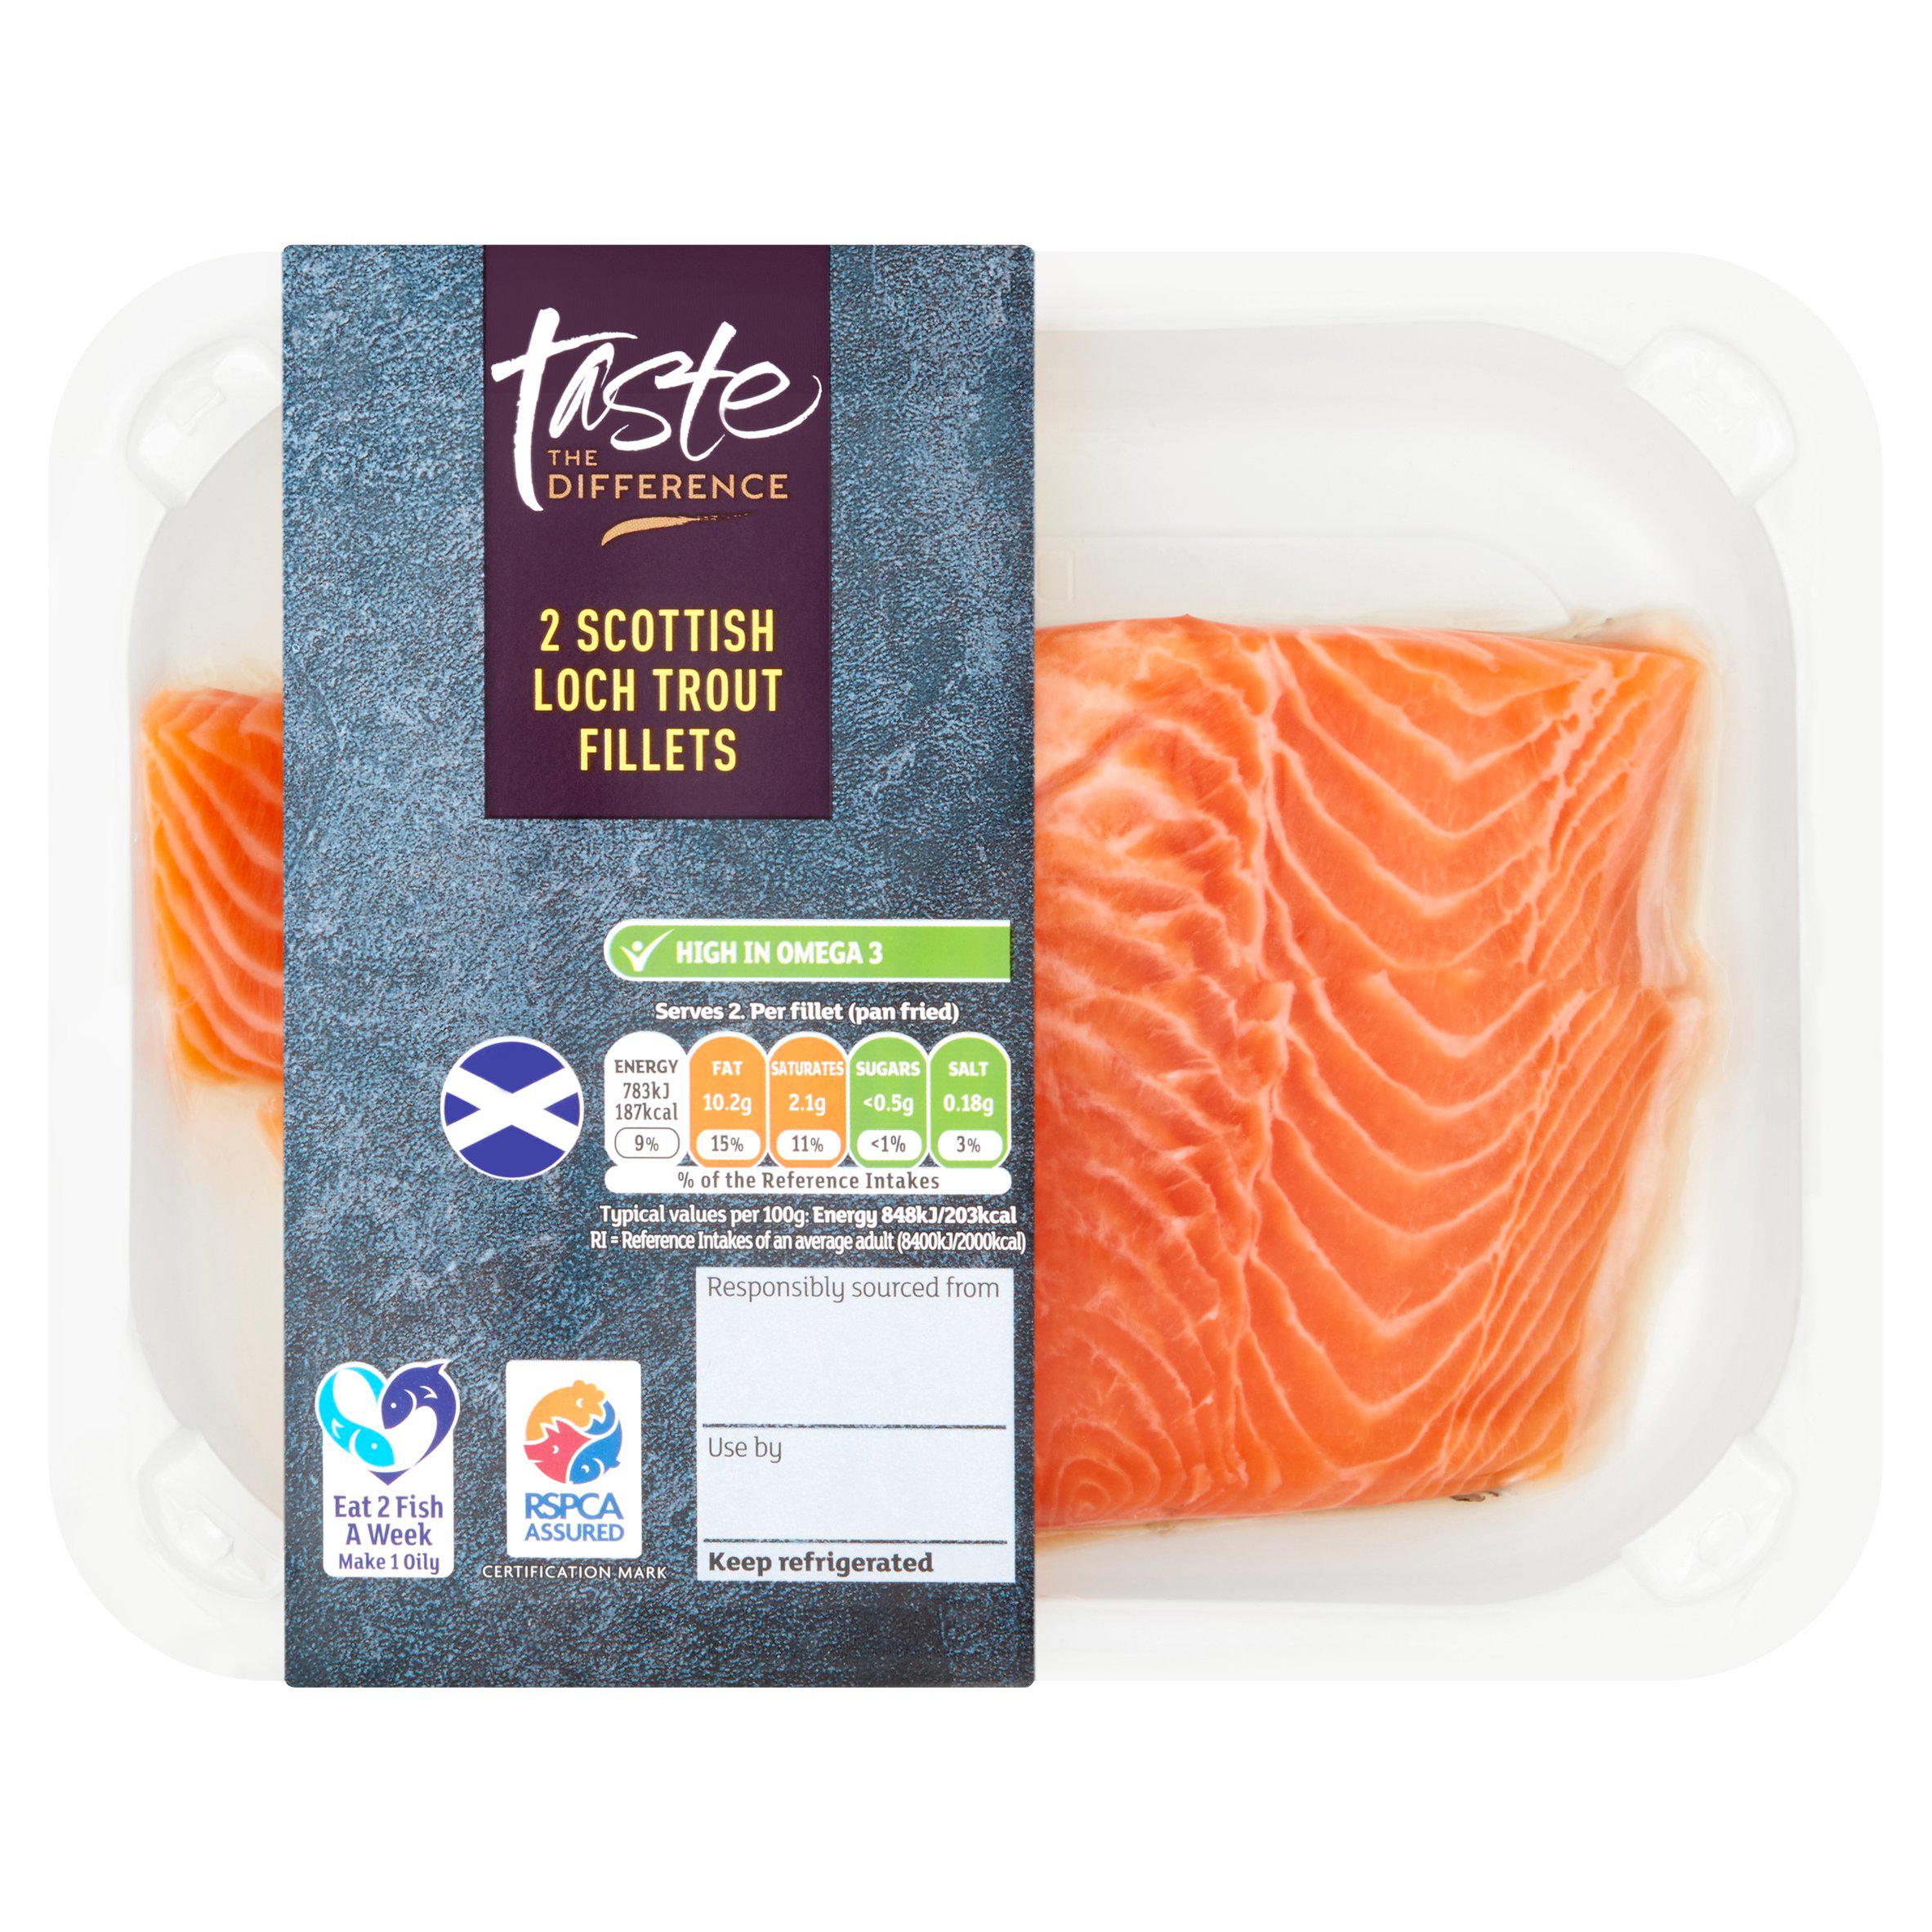 taste
THE
DIFFERENCE
2 SCOTTISH
LOCH TROUT
FILLETS
HIGH IN OMEGA 3
Serves 2. Per fillet (pan fried)
ENERGY FAT SATURATES SUGARS SALT
783kJ
187kcal 10.2g 2.1g <0.5g 0.18g
9% 15% 11% <1% 3%
% of the Reference Intakes
Typical values per 100g: Energy 848kJ/203kcal
RI = Reference Intakes of an average adult (8400kJ/2000kcal)
Responsibly sourced from
Use by
Keep refrigerated
Eat 2 Fish
A Week
Make 1 Oily
RSPCA
ASSURED
CERTIFICATION MARK